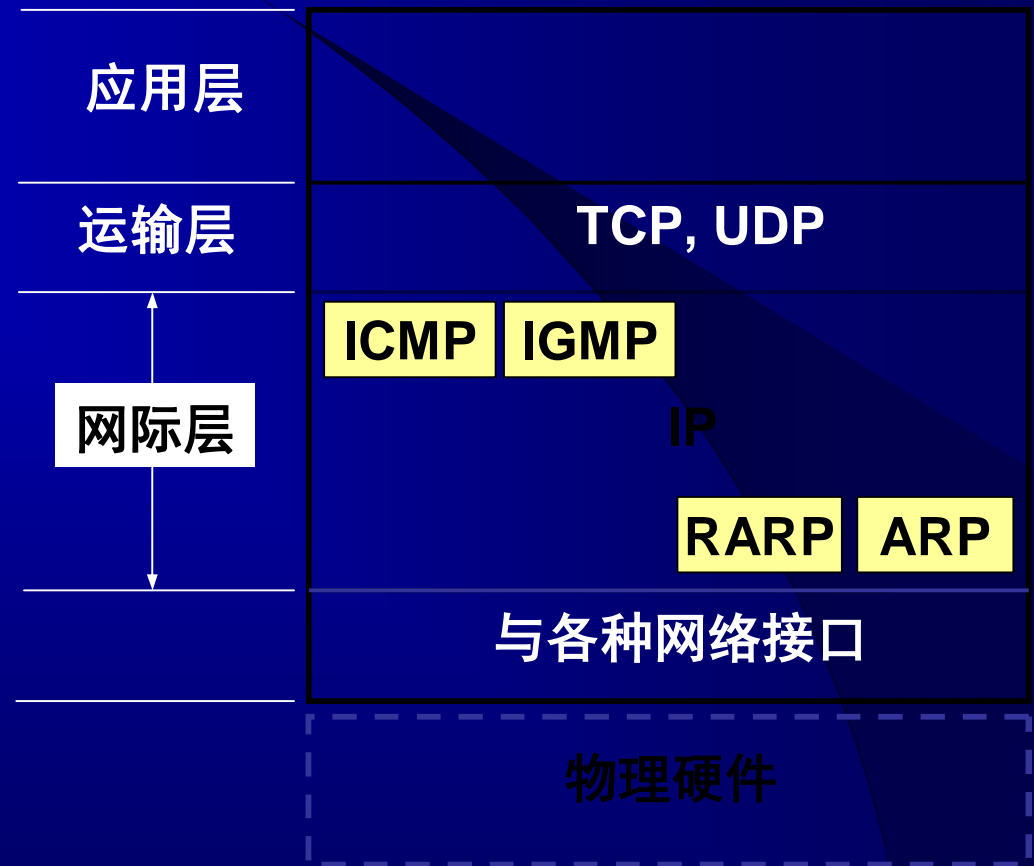 应用层
运输层
TCP, UDP
ICMP
IGMP
网际层
IP
RARP
ARP
与各种网络接口
物理硬件